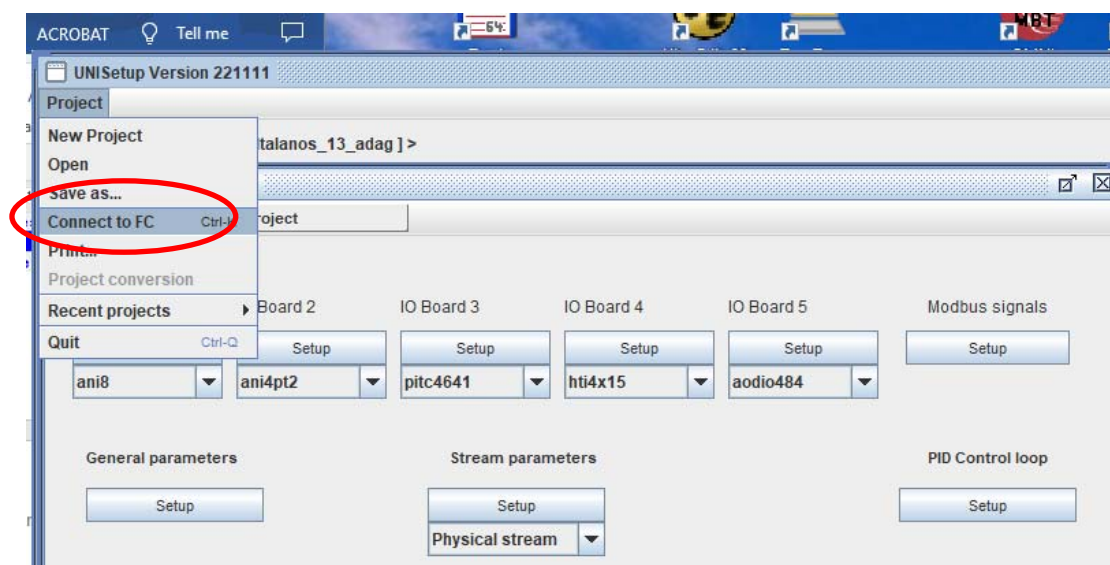 ACROBAT Tell me
64
MBT
UNISetup Version 221111
Project
New Project
talanos_13_adag ] >
Open
Save as...
Connect to FC
roject
Print...
Project conversion
Recent projects
Board 2 IO Board 3 IO Board 4 IO Board 5 Modbus signals
Quit Ctrl-Q
Setup Setup Setup Setup Setup
ani8 ani4pt2 pitc4641 hti4x15 aodio484
General parameters Stream parameters PID Control loop
Setup Setup Setup
Physical stream